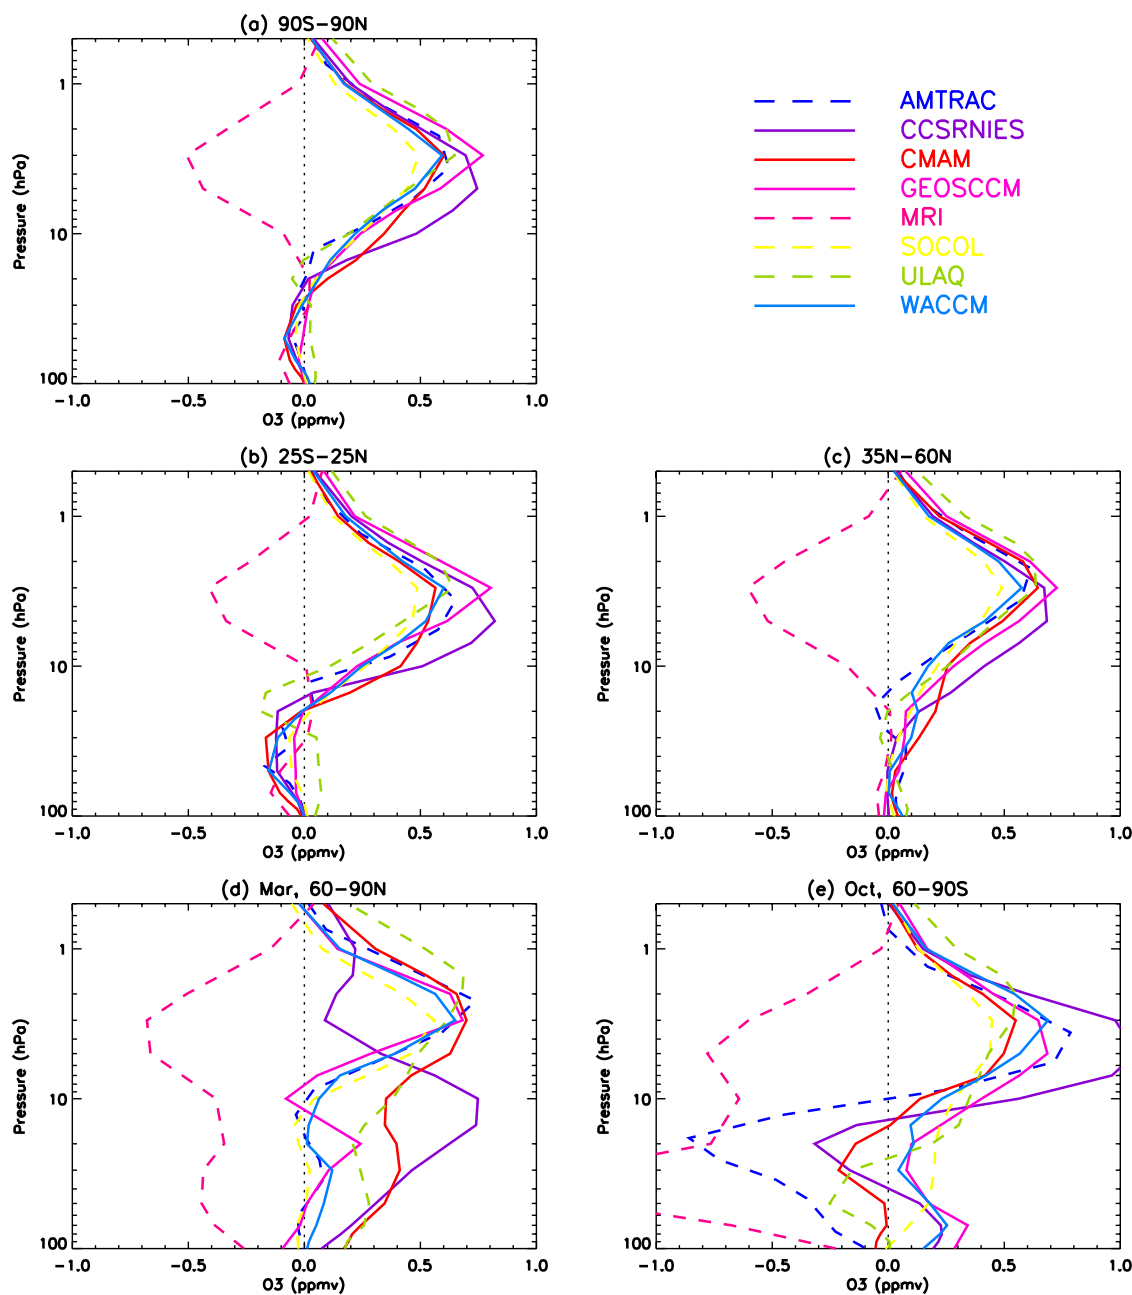 (a) 90S−90N
Pressure (hPa)
1
10
100
−1.0 −0.5 0.0 0.5 1.0
O3 (ppmv)
AMTRAC
CCSRNIES
CMAM
GEOSCCM
MRI
SOCOL
ULAQ
WACCM
(b) 25S−25N
Pressure (hPa)
1
10
100
−1.0 −0.5 0.0 0.5 1.0
O3 (ppmv)
(c) 35N−60N
Pressure (hPa)
1
10
100
−1.0 −0.5 0.0 0.5 1.0
O3 (ppmv)
(d) Mar, 60−90N
Pressure (hPa)
1
10
100
−1.0 −0.5 0.0 0.5 1.0
O3 (ppmv)
(e) Oct, 60−90S
Pressure (hPa)
1
10
100
−1.0 −0.5 0.0 0.5 1.0
O3 (ppmv)